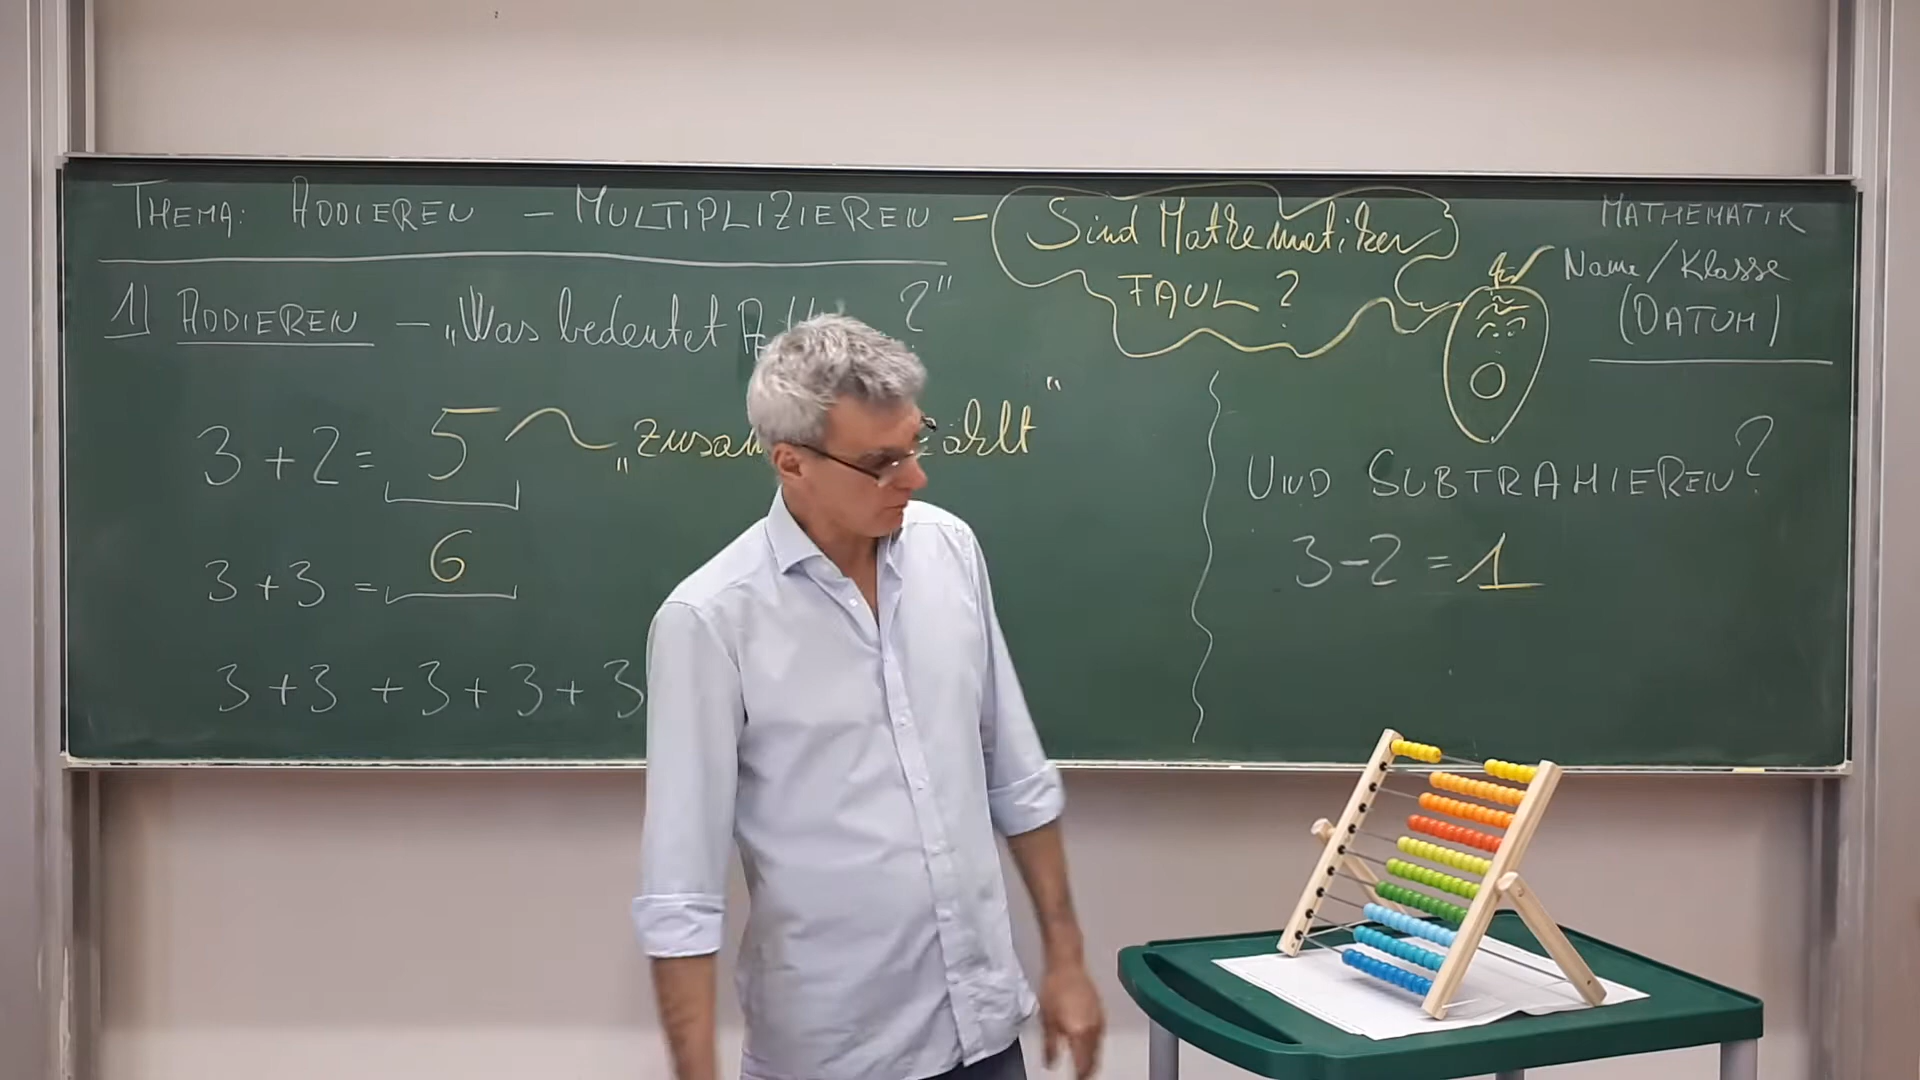 THEMA: ADDIEREN – MULTIPLIZIEREN –
Sind Mathematiker
FAUL?
MATHEMATIK
Name/Klasse
(DATUM)
1) ADDIEREN – „Was bedeutet ?"
3 + 2 = 5 "
3 + 3 = 6
3 + 3 + 3 + 3 + 3
UND SUBTRAHIEREN?
3 - 2 = 1